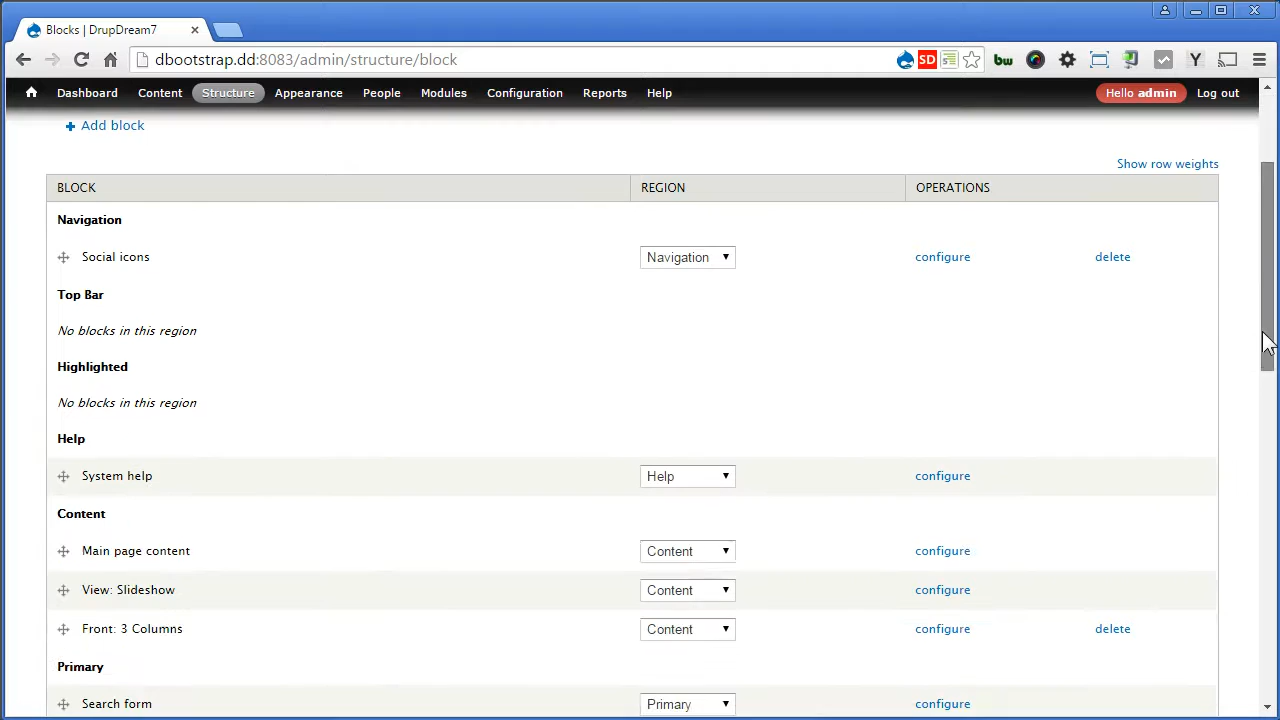 Blocks | DrupDream7
dbootstrap.dd:8083/admin/structure/block
SD
bw
Y
Dashboard Content Structure Appearance People Modules Configuration Reports Help Hello admin Log out
Add block
Show row weights
BLOCK REGION OPERATIONS
Navigation
Social icons Navigation configure delete
Top Bar
No blocks in this region
Highlighted
No blocks in this region
Help
System help Help configure
Content
Main page content Content configure
View: Slideshow Content configure
Front: 3 Columns Content configure delete
Primary
Search form Primary configure